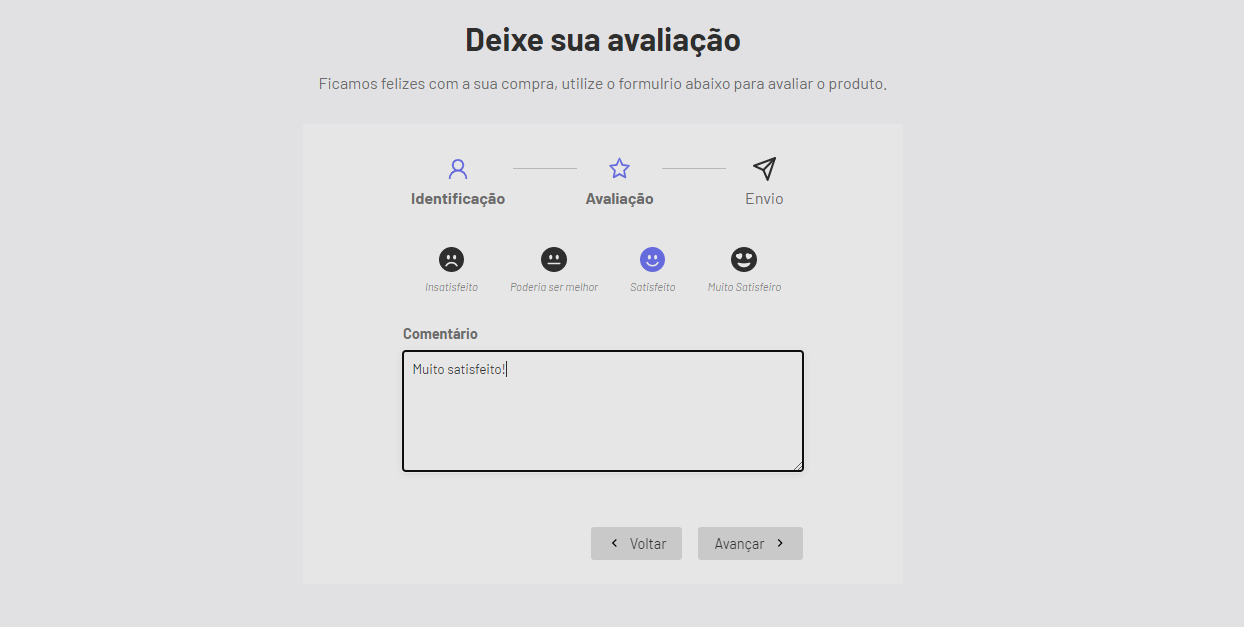 Deixe sua avaliação
Ficamos felizes com a sua compra, utilize o formulrio abaixo para avaliar o produto.
Identificação
Avaliação
Envio
Insatisfeito
Poderia ser melhor
Satisfeito
Muito Satisfeiro
Comentário
Muito satisfeito!
Voltar
Avançar